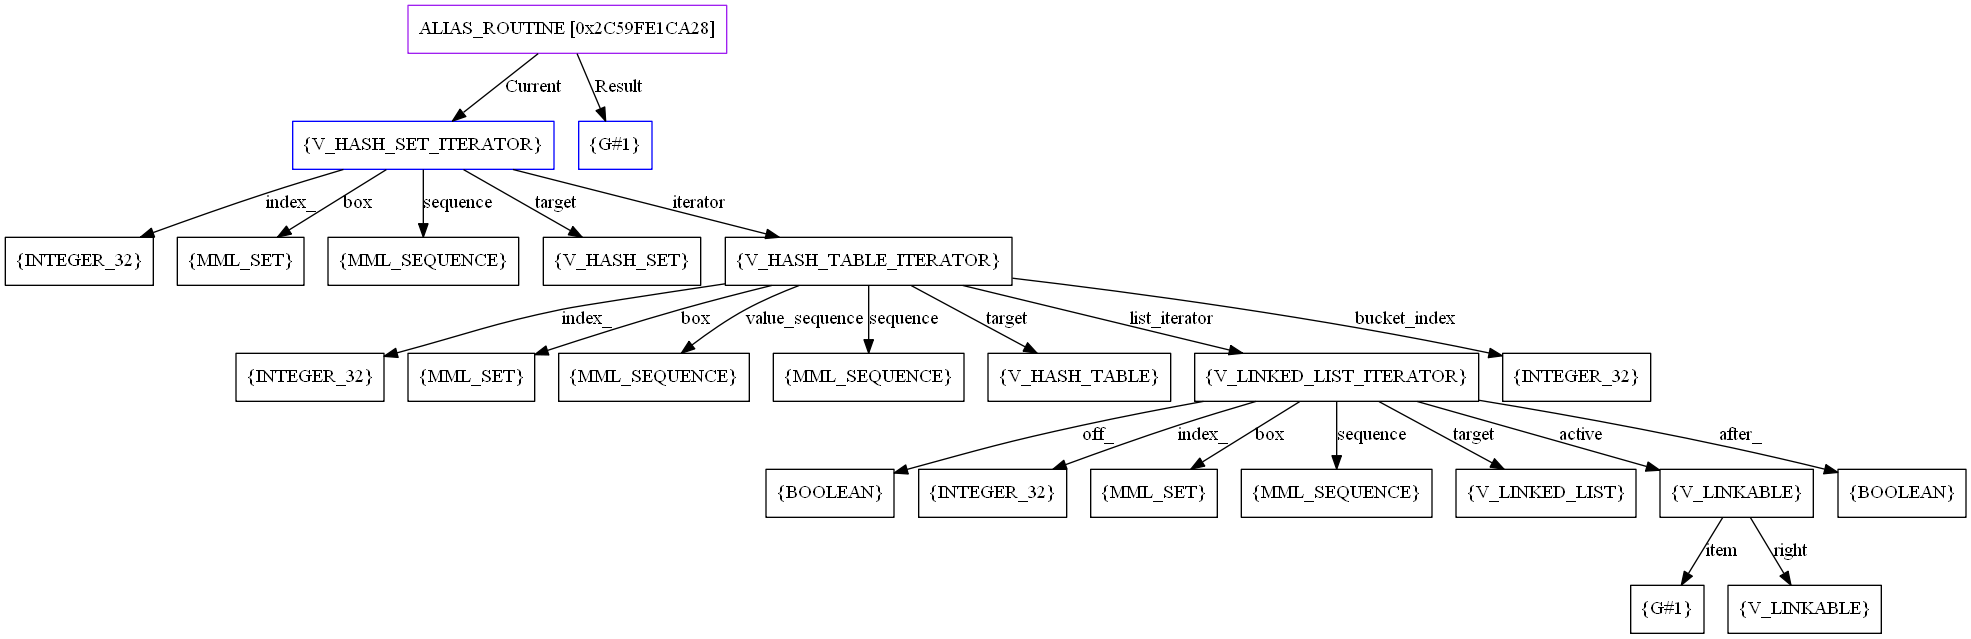 ALIAS_ROUTINE [0x2C59FE1CA28]
Current
Result
{V_HASH_SET_ITERATOR}
{G#1}
index_
box
sequence
target
iterator
{INTEGER_32}
{MML_SET}
{MML_SEQUENCE}
{V_HASH_SET}
{V_HASH_TABLE_ITERATOR}
index_
box
value_sequence
sequence
target
list_iterator
bucket_index
{INTEGER_32}
{MML_SET}
{MML_SEQUENCE}
{MML_SEQUENCE}
{V_HASH_TABLE}
{V_LINKED_LIST_ITERATOR}
{INTEGER_32}
off_
index_
box
sequence
target
active
after_
{BOOLEAN}
{INTEGER_32}
{MML_SET}
{MML_SEQUENCE}
{V_LINKED_LIST}
{V_LINKABLE}
{BOOLEAN}
item
right
{G#1}
{V_LINKABLE}